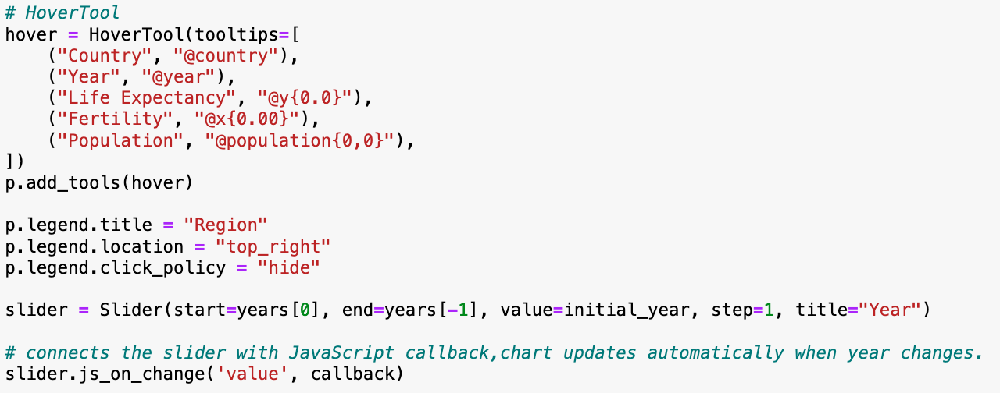 # HoverTool
hover = HoverTool(tooltips=[
    ("Country", "@country"),
    ("Year", "@year"),
    ("Life Expectancy", "@y{0.0}"),
    ("Fertility", "@x{0.00}"),
    ("Population", "@population{0,0}"),
])
p.add_tools(hover)

p.legend.title = "Region"
p.legend.location = "top_right"
p.legend.click_policy = "hide"

slider = Slider(start=years[0], end=years[-1], value=initial_year, step=1, title="Year")

# connects the slider with JavaScript callback,chart updates automatically when year changes.
slider.js_on_change('value', callback)